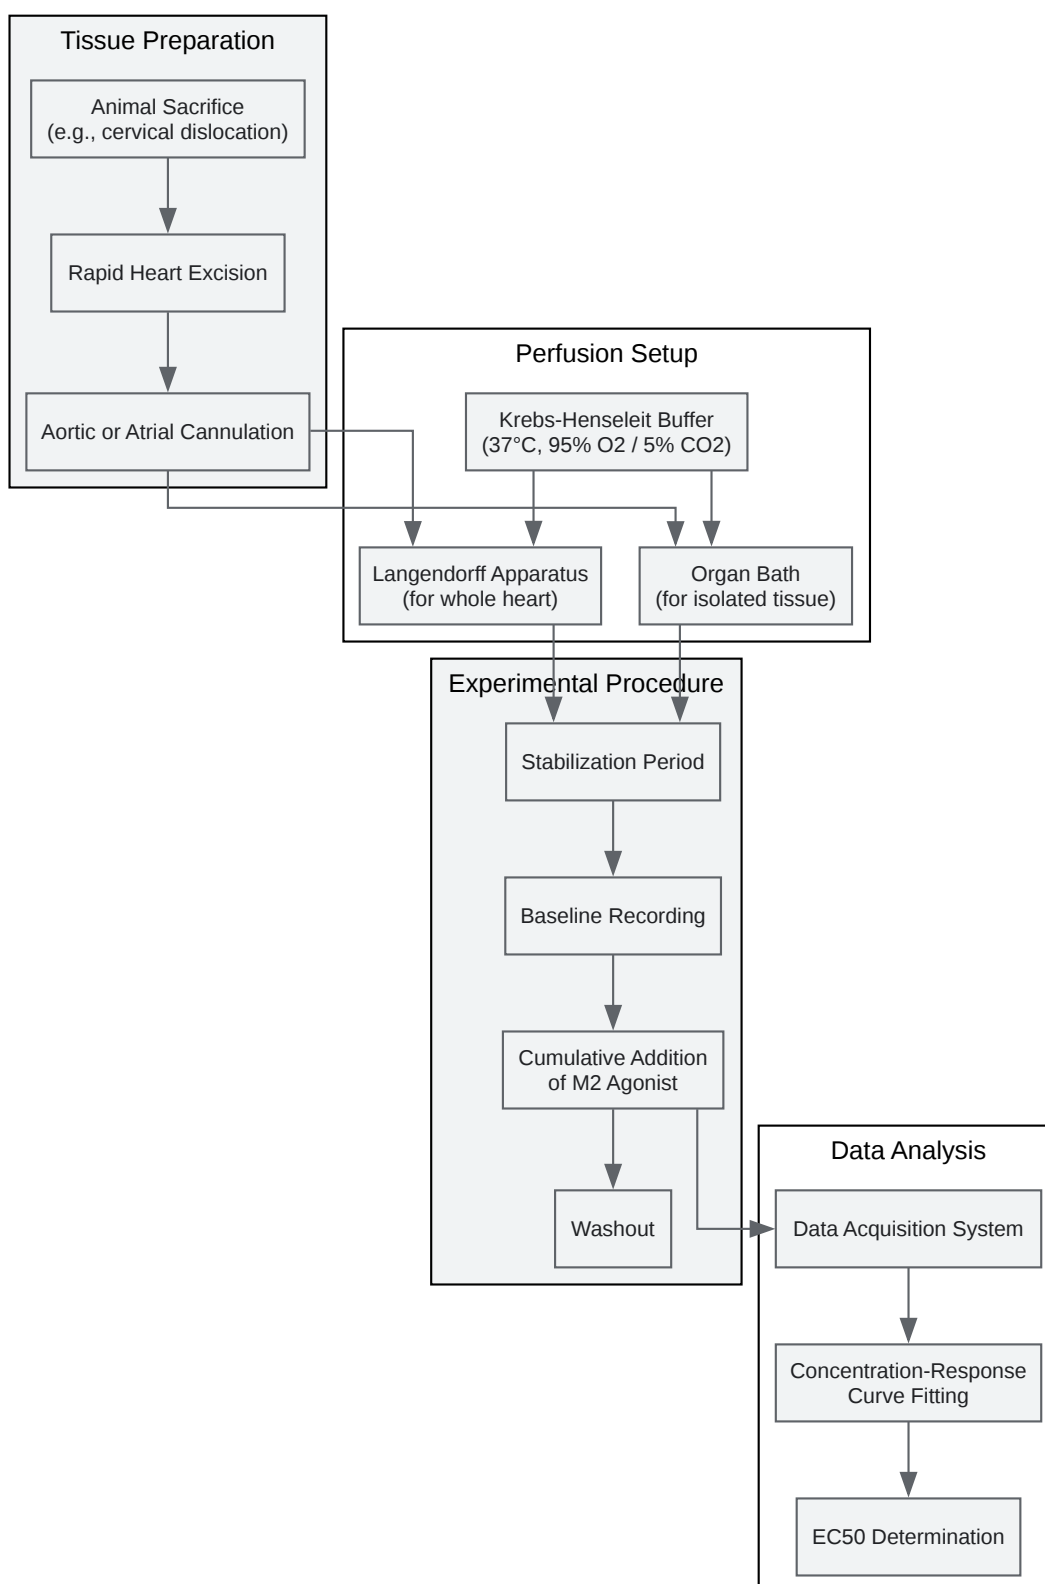 Tissue Preparation
Animal Sacrifice
(e.g., cervical dislocation)
Rapid Heart Excision
Aortic or Atrial Cannulation
Perfusion Setup
Krebs-Henseleit Buffer
(37°C, 95% O2 / 5% CO2)
Langendorff Apparatus
(for whole heart)
Organ Bath
(for isolated tissue)
Experimental Procedure
Stabilization Period
Baseline Recording
Cumulative Addition
of M2 Agonist
Washout
Data Analysis
Data Acquisition System
Concentration-Response
Curve Fitting
EC50 Determination